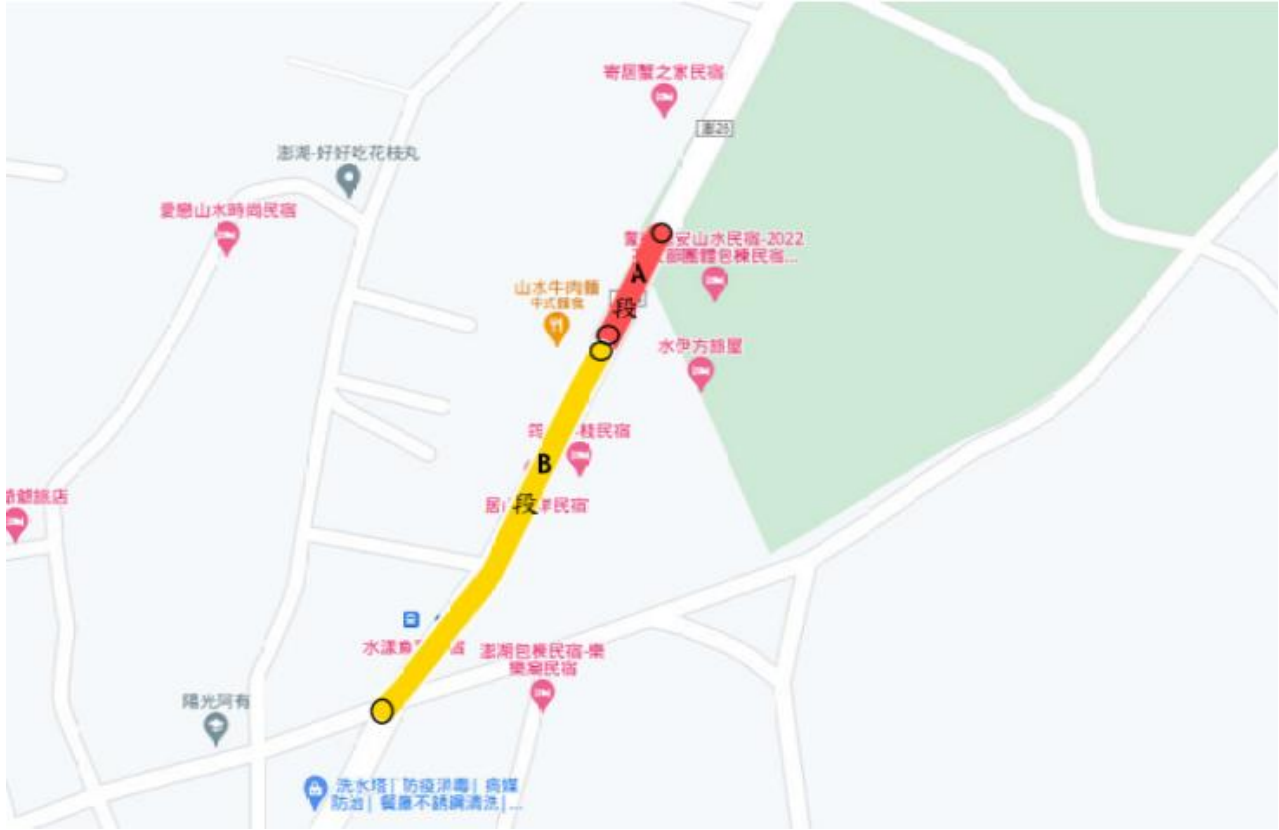 寄居蟹之家民宿
澎26
澎湖-好好吃花枝丸
愛戀山水時尚民宿
安山水民宿-2022
團體包棟民宿...
A
段
山水牛肉麵
中式麵食
水伊方旅屋
桂民宿
B
段
民宿
旅店
水漾
澎湖包棟民宿-樂
樂窩民宿
陽光阿有
洗水塔| 防疫消毒| 病媒
防治| 餐廳不銹鋼清洗|...